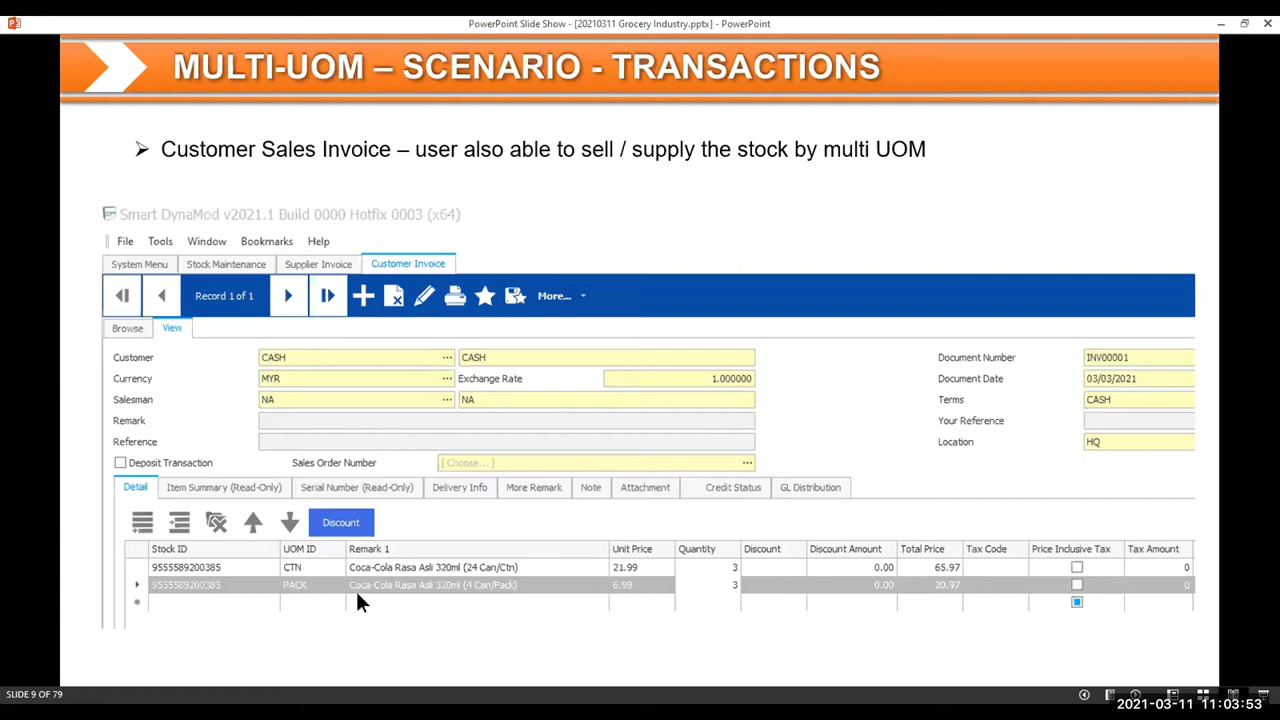 PowerPoint Slide Show - [20210311 Grocery Industry.pptx] - PowerPoint
MULTI-UOM – SCENARIO - TRANSACTIONS
➢ Customer Sales Invoice – user also able to sell / supply the stock by multi UOM
Smart DynaMod v2021.1 Build 0000 Hotfix 0003 (x64)
File Tools Window Bookmarks Help
System Menu Stock Maintenance Supplier Invoice Customer Invoice
Record 1 of 1 More...
Browse View
Customer CASH ... CASH Document Number INV00001
Currency MYR ... Exchange Rate 1.000000 Document Date 03/03/2021
Salesman NA ... NA Terms CASH
Remark Your Reference
Reference Location HQ
Deposit Transaction Sales Order Number [ Choose... ] ...
Detail Item Summary (Read-Only) Serial Number (Read-Only) Delivery Info More Remark Note Attachment Credit Status GL Distribution
Discount
Stock ID UOM ID Remark 1 Unit Price Quantity Discount Discount Amount Total Price Tax Code Price Inclusive Tax Tax Amount
9555589200385 CTN Coca-Cola Rasa Asli 320ml (24 Can/Ctn) 21.99 3 0.00 65.97 0
9555589200385 PACK Coca-Cola Rasa Asli 320ml (4 Can/Pack) 6.99 3 0.00 20.97 0
SLIDE 9 OF 79
2021-03-11 11:03:53